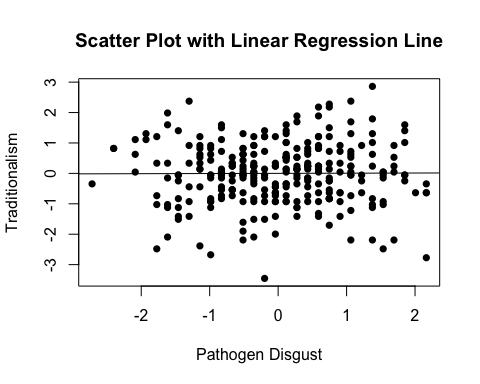 Scatter Plot with Linear Regression Line
3
2
1
0
-1
-2
-3
Traditionalism
-2 -1 0 1 2
Pathogen Disgust